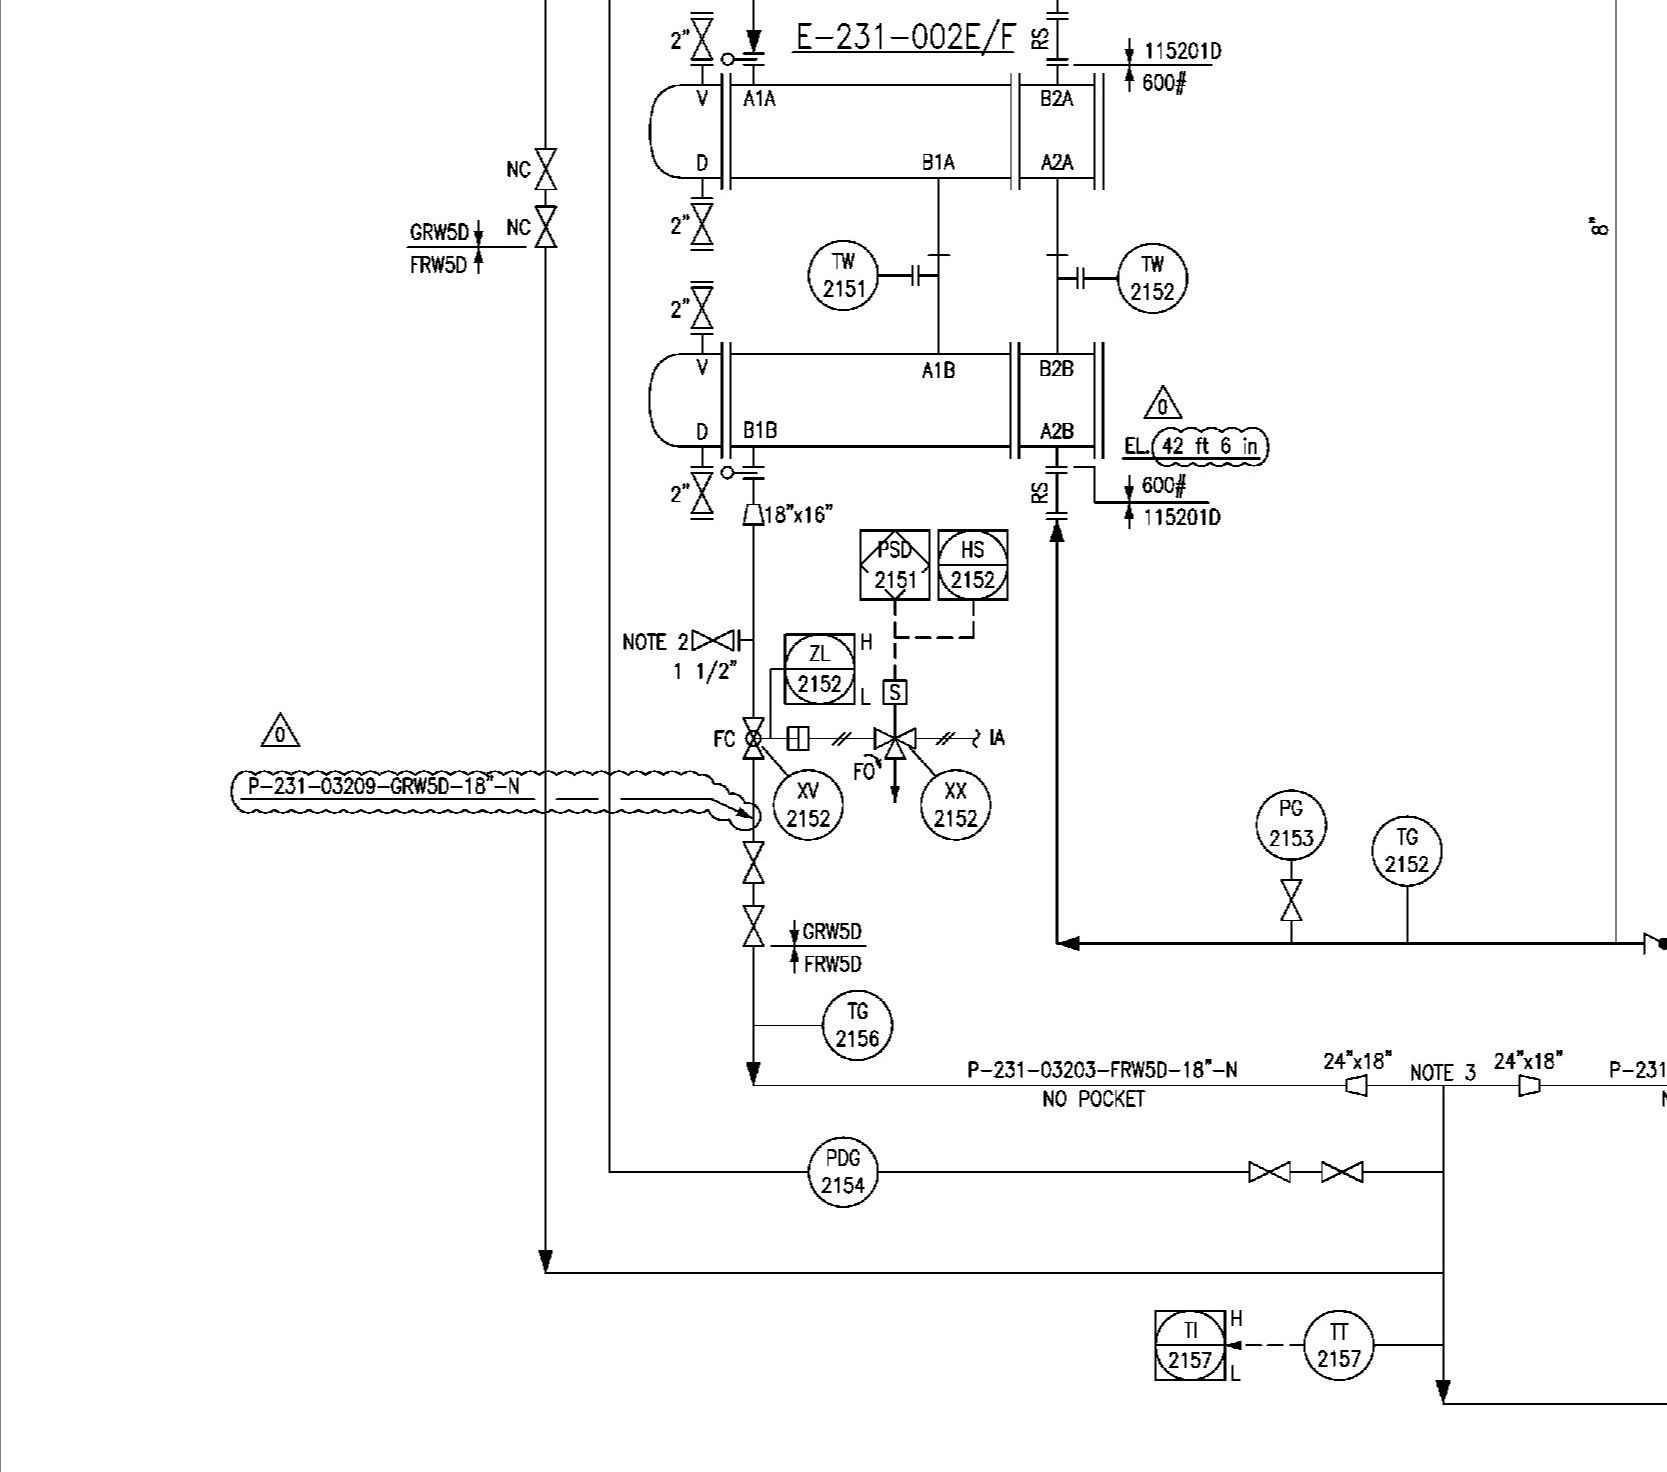 2"
E-231-002E/F
RS
115201D
600#
V
A1A
B2A
D
B1A
A2A
NC
NC
2"
GRW5D
FRW5D
8"
TW
2151
TW
2152
2"
V
A1B
B2B
0
D
B1B
A2B
EL. 42 ft 6 in
2"
18"x16"
RS
600#
115201D
PSD
2151
HS
2152
NOTE 2
1 1/2"
ZL
2152
H
L
S
0
FC
FO
IA
P-231-03209-GRW5D-18"-N
XV
2152
XX
2152
PG
2153
TG
2152
GRW5D
FRW5D
TG
2156
P-231-03203-FRW5D-18"-N
NO POCKET
24"x18"
NOTE 3
24"x18"
P-231
PDG
2154
TI
2157
H
L
TT
2157